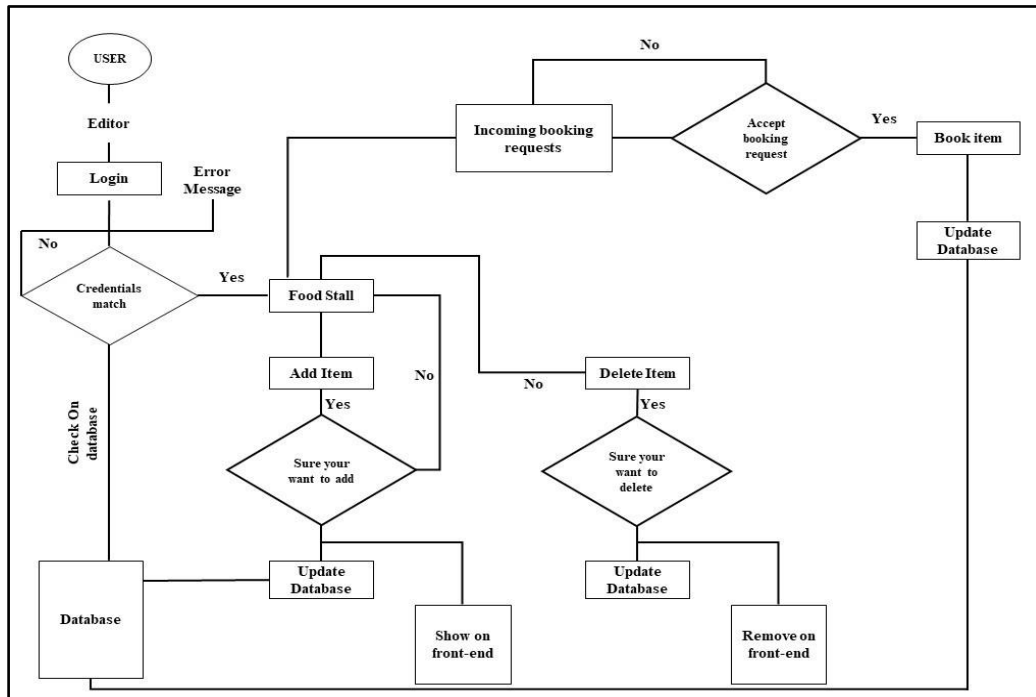 USER
Editor
Login
Error
Message
No
Credentials
match
Yes
Check On
database
Database
Food Stall
Add Item
Yes
No
Sure your
want to add
Update
Database
Show on
front-end
No
Delete Item
Yes
Sure your
want to
delete
Update
Database
Remove on
front-end
Incoming booking
requests
No
Accept
booking
request
Yes
Book item
Update
Database